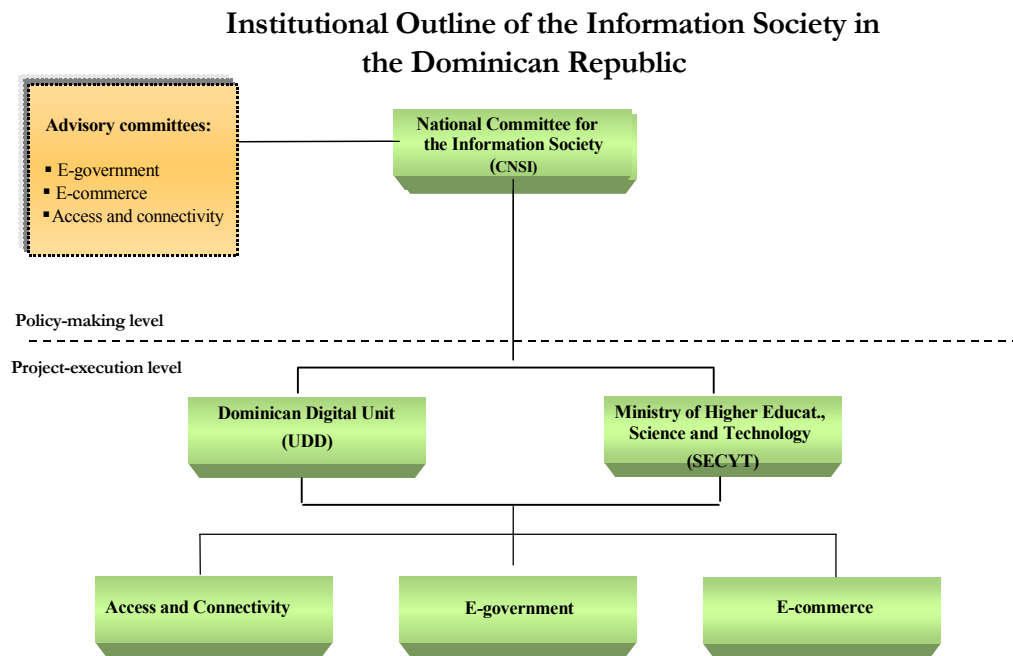 Institutional Outline of the Information Society in
the Dominican Republic
Advisory committees:
▪ E-government
▪ E-commerce
▪ Access and connectivity
National Committee for
the Information Society
(CNSI)
Policy-making level
Project-execution level
Dominican Digital Unit
(UDD)
Ministry of Higher Educat.,
Science and Technology
(SECYT)
Access and Connectivity
E-government
E-commerce